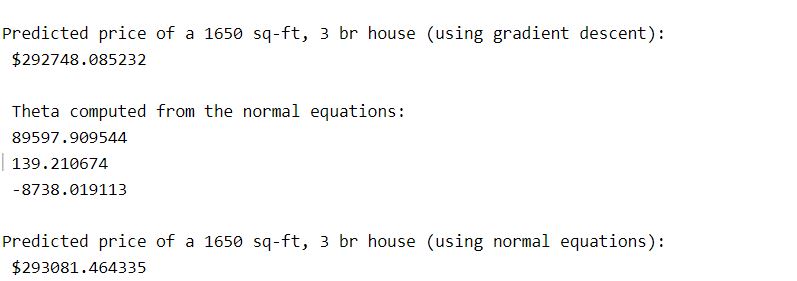 Predicted price of a 1650 sq-ft, 3 br house (using gradient descent):
$292748.085232
Theta computed from the normal equations:
89597.909544
139.210674
-8738.019113
Predicted price of a 1650 sq-ft, 3 br house (using normal equations):
$293081.464335